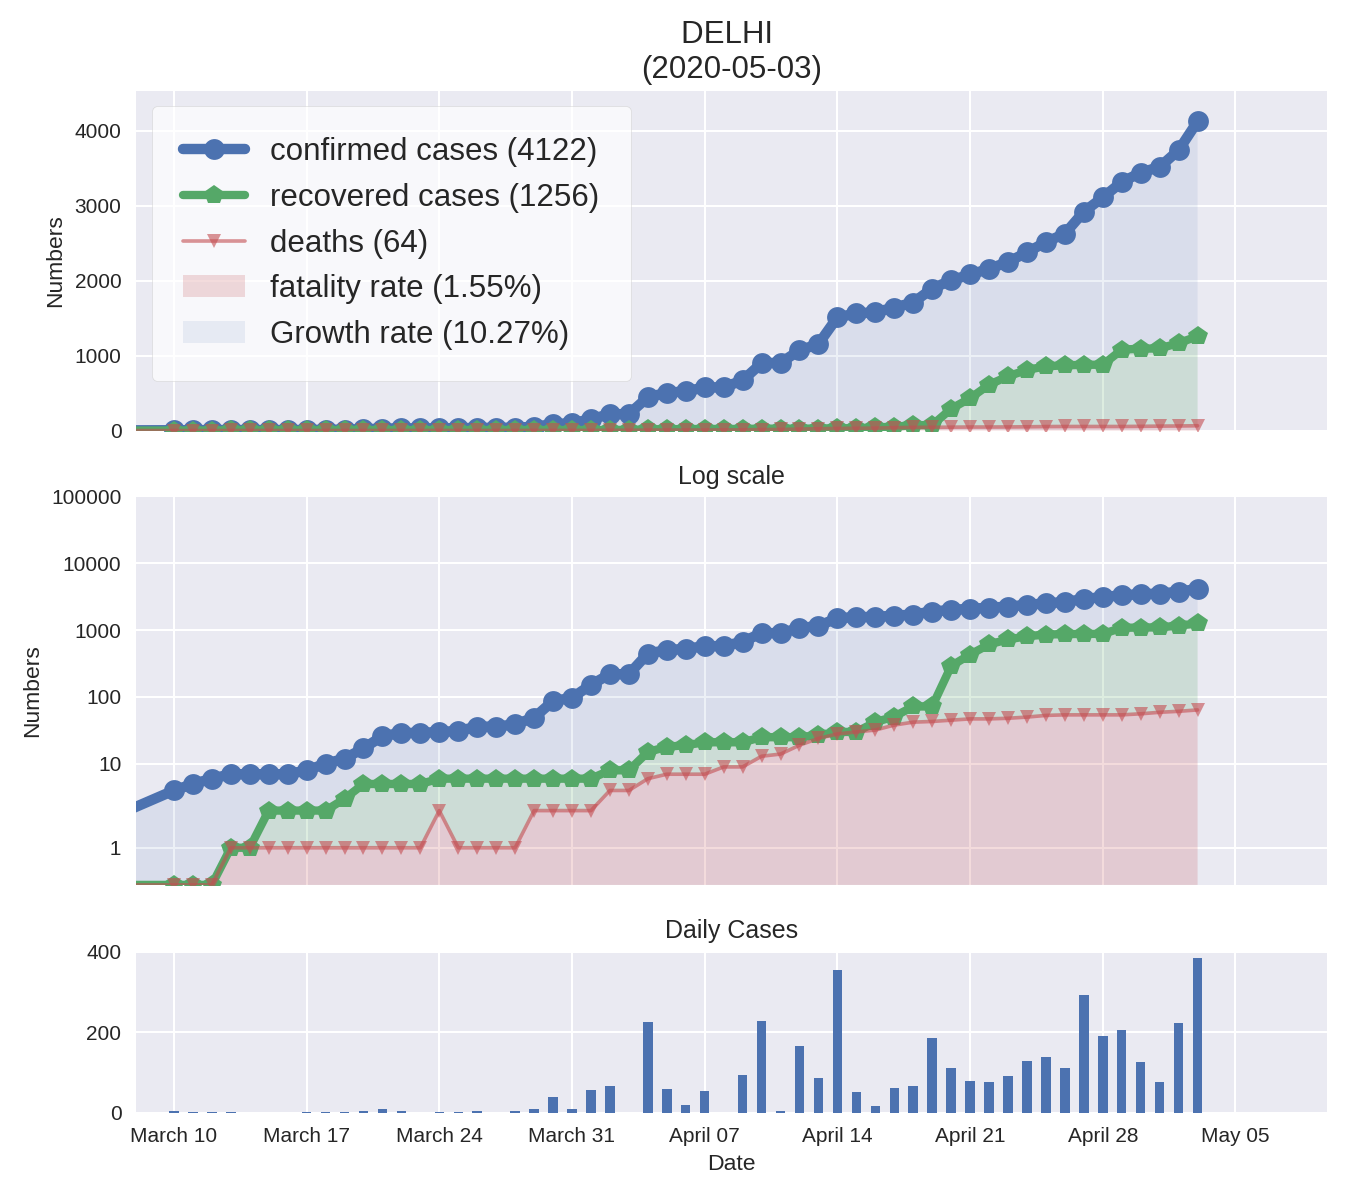 DELHI
(2020-05-03)
4000
3000
2000
1000
0
Numbers
confirmed cases (4122)
recovered cases (1256)
deaths (64)
fatality rate (1.55%)
Growth rate (10.27%)
Log scale
100000
10000
1000
100
10
1
Numbers
Daily Cases
400
200
0
March 10 March 17 March 24 March 31 April 07 April 14 April 21 April 28 May 05
Date